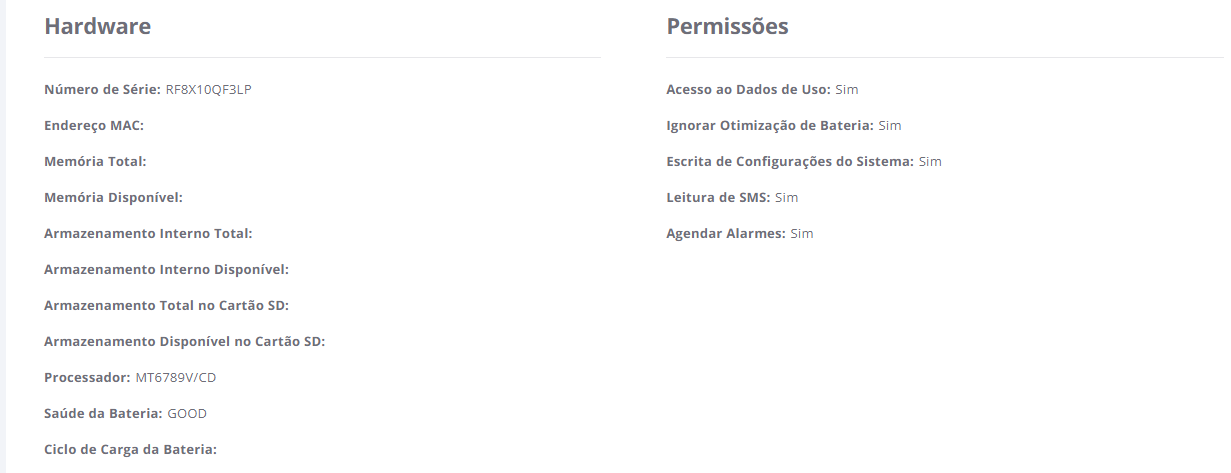 Hardware
Número de Série: RF8X10QF3LP
Endereço MAC:
Memória Total:
Memória Disponível:
Armazenamento Interno Total:
Armazenamento Interno Disponível:
Armazenamento Total no Cartão SD:
Armazenamento Disponível no Cartão SD:
Processador: MT6789V/CD
Saúde da Bateria: GOOD
Ciclo de Carga da Bateria:
Permissões
Acesso ao Dados de Uso: Sim
Ignorar Otimização de Bateria: Sim
Escrita de Configurações do Sistema: Sim
Leitura de SMS: Sim
Agendar Alarmes: Sim